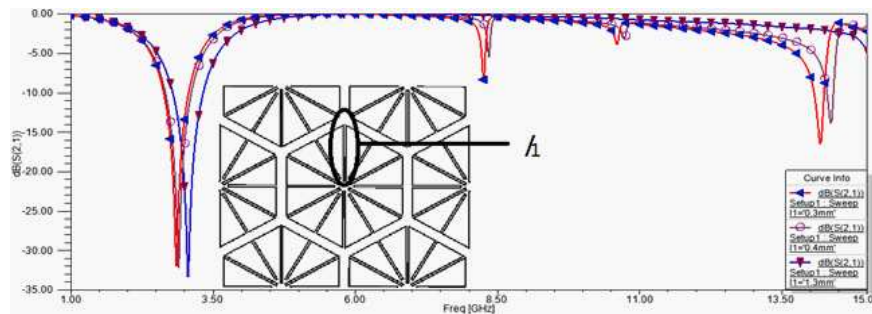 0.00
-5.00
-10.00
-15.00
-20.00
-25.00
-30.00
-35.00
dB(S(2,1))
1.00 3.50 6.00 8.50 11.00 13.50 15.0
Freq [GHz]
l1
Curve Info
dB(S(2,1))
Setup1 : Sweep
l1='0.3mm'
dB(S(2,1))
Setup1 : Sweep
l1='0.4mm'
dB(S(2,1))
Setup1 : Sweep
l1='1.3mm'